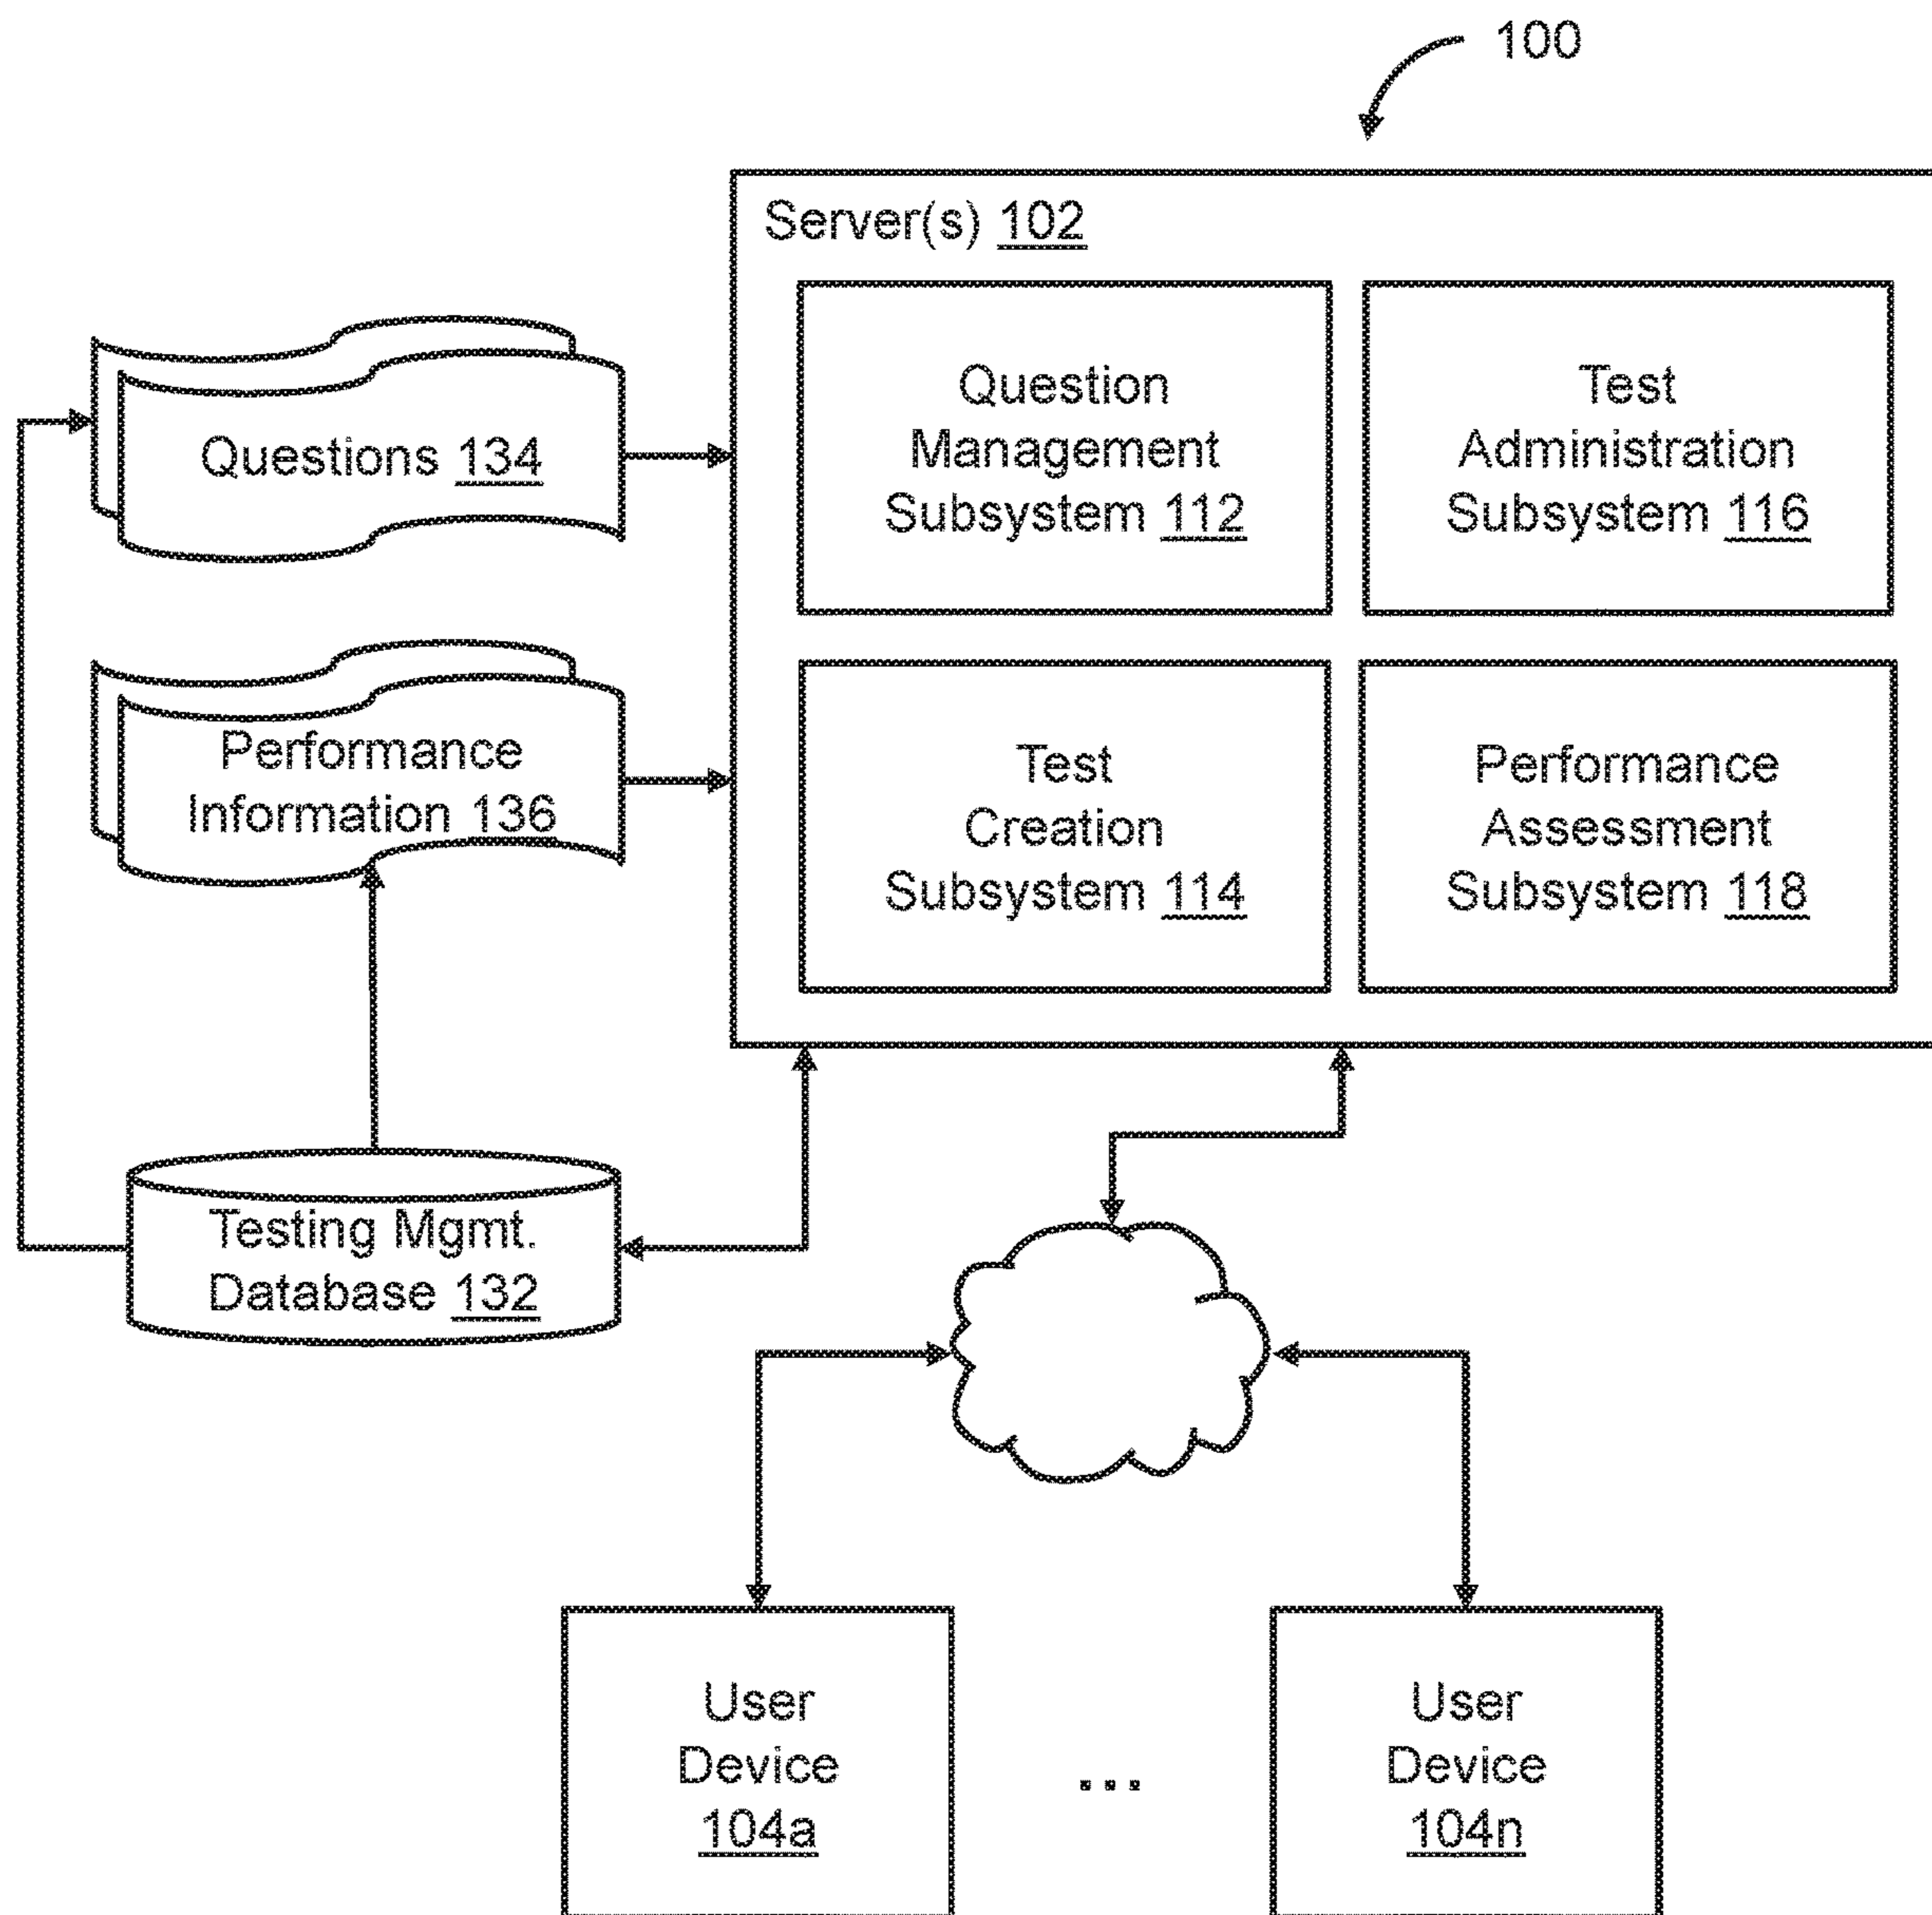 100
Server(s) 102
Question
Management
Subsystem 112
Test
Administration
Subsystem 116
Questions 134
Performance
Information 136
Test
Creation
Subsystem 114
Performance
Assessment
Subsystem 118
Testing Mgmt.
Database 132
User
Device
104a
...
User
Device
104n